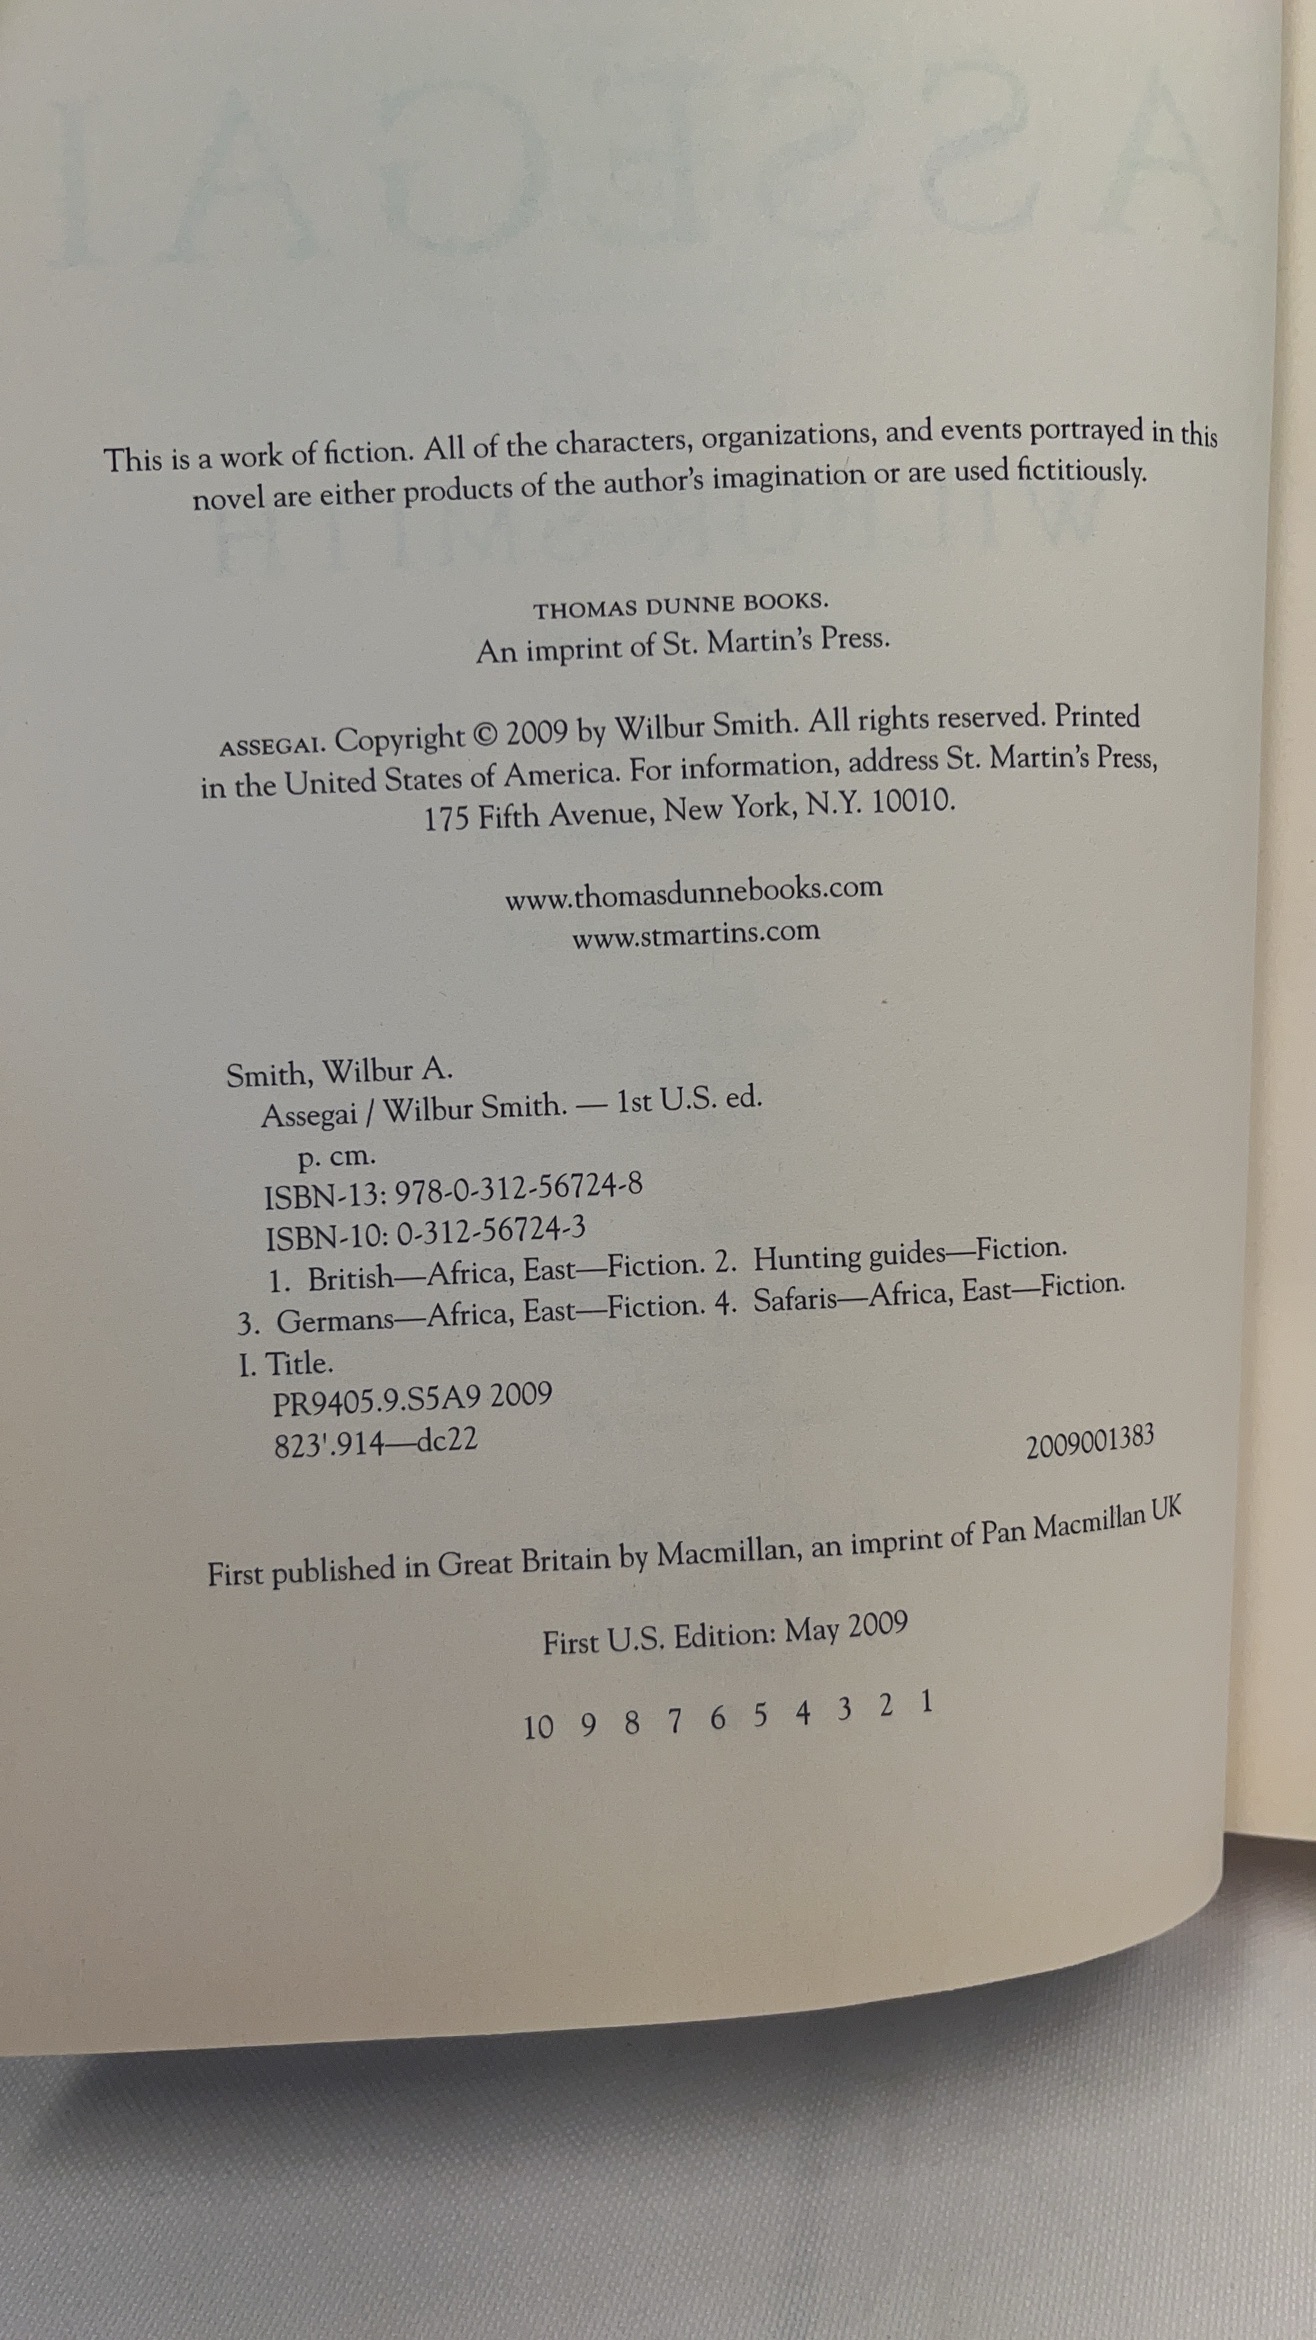 ASSEGAI
This is a work of fiction. All of the characters, organizations, and events portrayed in this
novel are either products of the author's imagination or are used fictitiously.
WILBUR SMITH
THOMAS DUNNE BOOKS.
An imprint of St. Martin's Press.
ASSEGAI. Copyright © 2009 by Wilbur Smith. All rights reserved. Printed
in the United States of America. For information, address St. Martin's Press,
175 Fifth Avenue, New York, N.Y. 10010.
www.thomasdunnebooks.com
www.stmartins.com
Smith, Wilbur A.
Assegai / Wilbur Smith. — 1st U.S. ed.
p. cm.
ISBN-13: 978-0-312-56724-8
ISBN-10: 0-312-56724-3
1. British—Africa, East—Fiction. 2. Hunting guides—Fiction.
3. Germans—Africa, East—Fiction. 4. Safaris—Africa, East—Fiction.
I. Title.
PR9405.9.S5A9 2009
823'.914—dc22 2009001383
First published in Great Britain by Macmillan, an imprint of Pan Macmillan UK
First U.S. Edition: May 2009
10 9 8 7 6 5 4 3 2 1